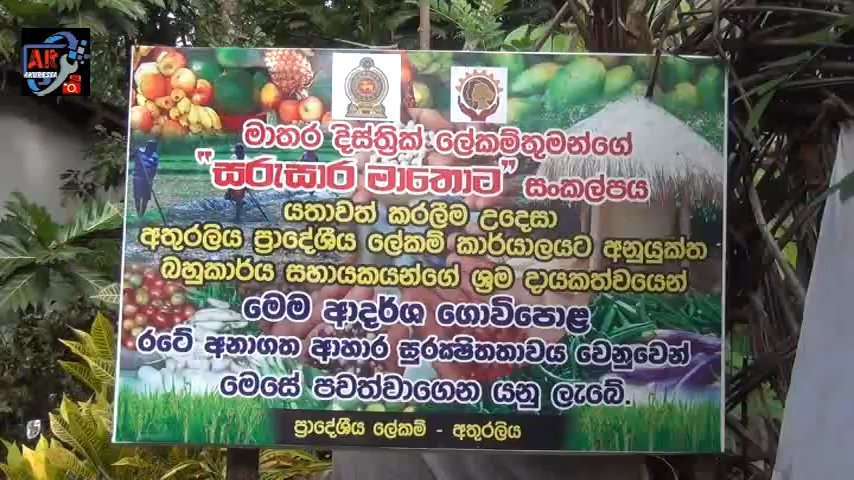 AR
AKURESSA
මාතර දිස්ත්‍රික් ලේකම්තුමන්ගේ
"සරුසාර මාතොට" සංකල්පය
යතාවත් කරලීම උදෙසා
අතුරලිය ප්‍රාදේශීය ලේකම් කාර්යාලයට අනුයුක්ත
බහුකාර්ය සහායකයන්ගේ ශ්‍රම දායකත්වයෙන්
මෙම ආදර්ශ ගොවිපොළ
රටේ අනාගත ආහාර සුරක්ෂිතතාවය වෙනුවෙන්
මෙසේ පවත්වාගෙන යනු ලැබේ.
ප්‍රාදේශීය ලේකම් - අතුරලිය